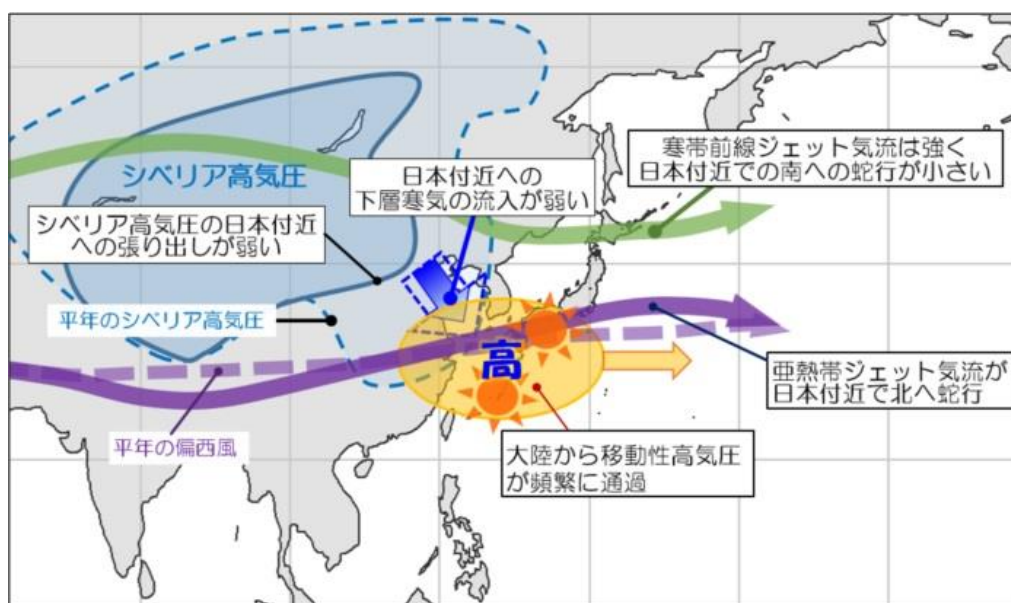 寒帯前線ジェット気流は強く
日本付近での南への蛇行が小さい
シベリア高気圧
日本付近への
下層寒気の流入が弱い
シベリア高気圧の日本付近
への張り出しが弱い
平年のシベリア高気圧
高
亜熱帯ジェット気流が
日本付近で北へ蛇行
平年の偏西風
大陸から移動性高気圧
が頻繁に通過